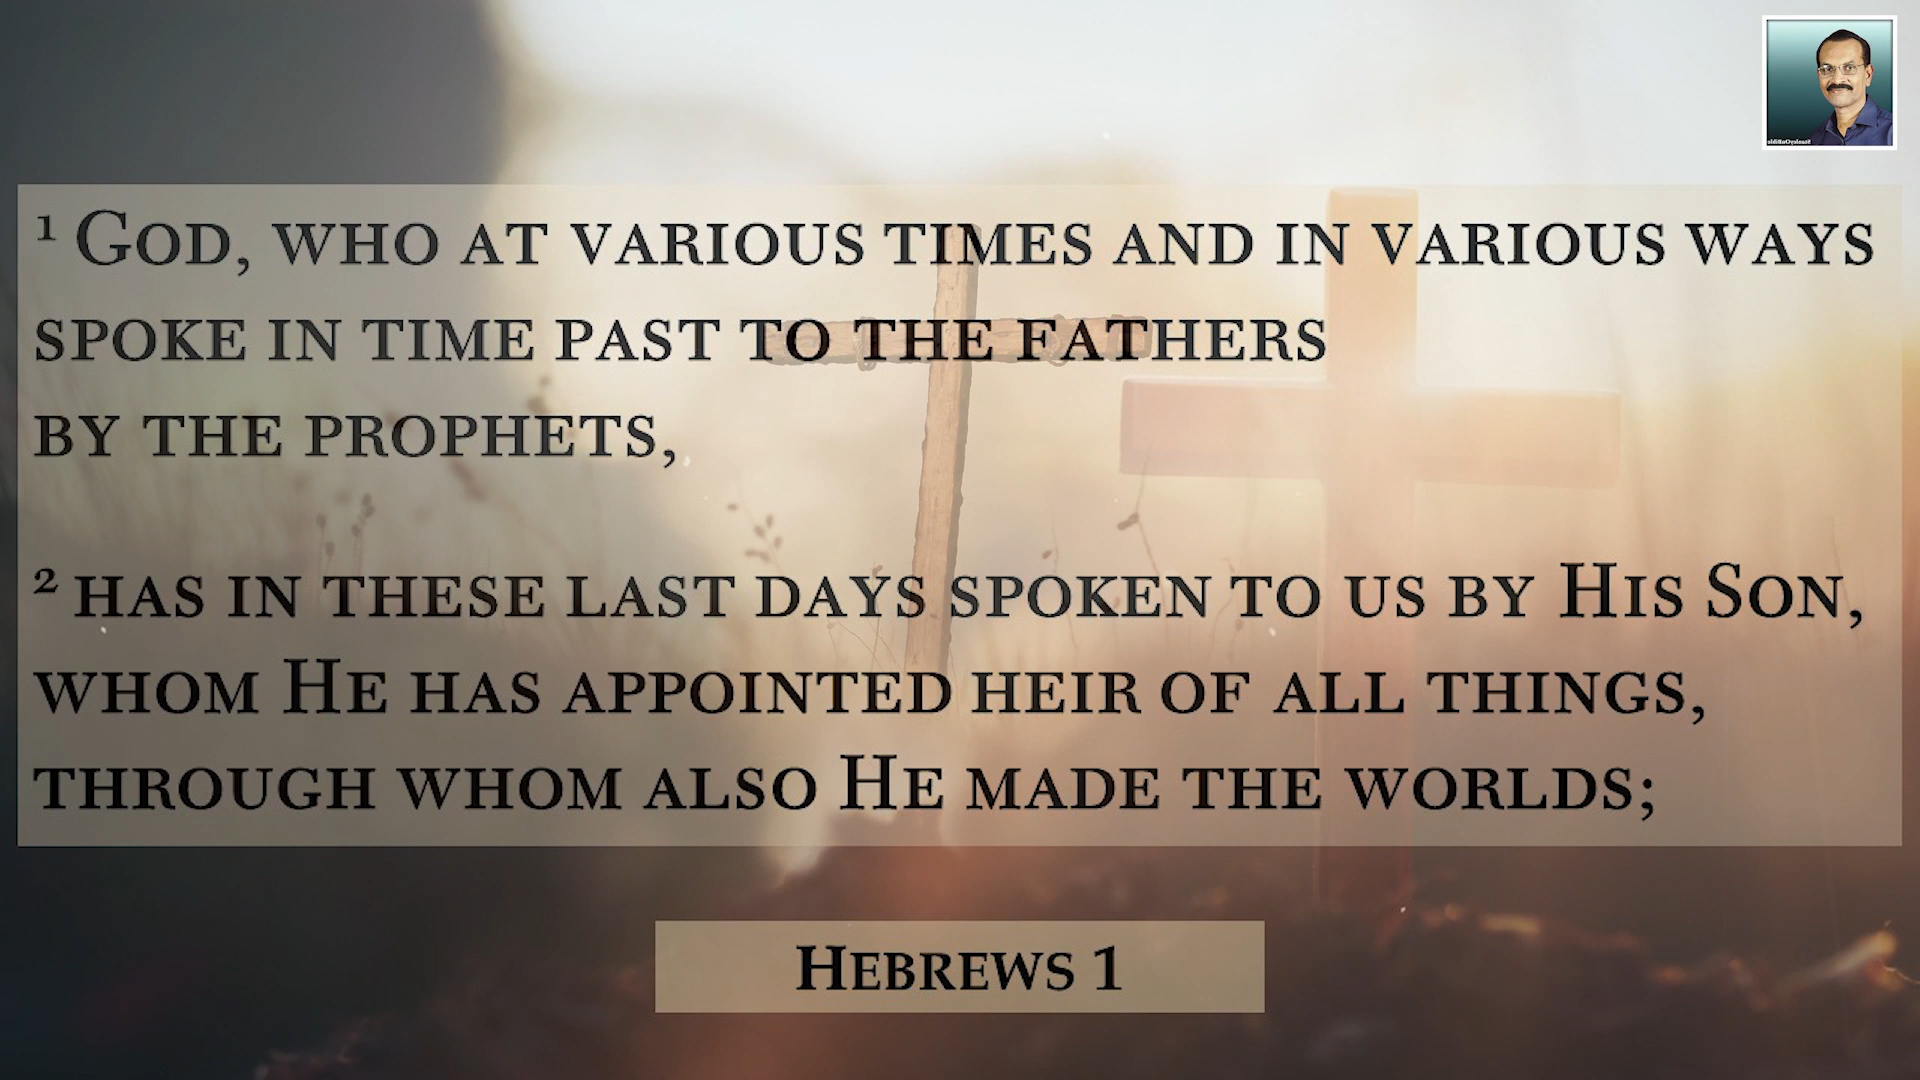 ¹ God, who at various times and in various ways
spoke in time past to the fathers
by the prophets,
² has in these last days spoken to us by His Son,
whom He has appointed heir of all things,
through whom also He made the worlds;
Hebrews 1
StanleyOnBible